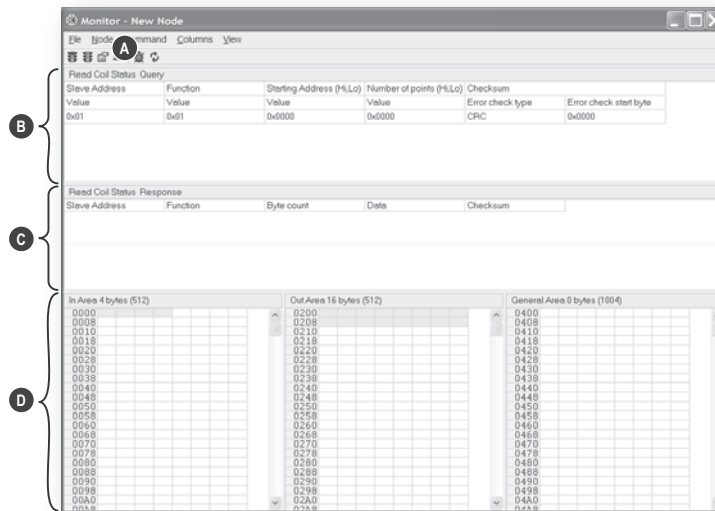 Monitor - New Node
File Node Command Columns View
A
Read Coil Status Query
Slave Address Function Starting Address (Hi,Lo) Number of points (Hi,Lo) Checksum
Value Value Value Value Error check type Error check start byte
0x01 0x01 0x0000 0x0000 CRC 0x0000
B
Read Coil Status Response
Slave Address Function Byte count Data Checksum
C
In Area 4 bytes (512) Out Area 16 bytes (512) General Area 0 bytes (1004)
0000 0200 0400
0008 0208 0408
0010 0210 0410
0018 0218 0418
0020 0220 0420
0028 0228 0428
0030 0230 0430
0038 0238 0438
0040 0240 0440
0048 0248 0448
0050 0250 0450
0058 0258 0458
0060 0260 0460
0068 0268 0468
0070 0270 0470
0078 0278 0478
0080 0280 0480
0088 0288 0488
0090 0290 0490
0098 0298 0498
00A0 02A0 04A0
00A8 02A8 04A8
D